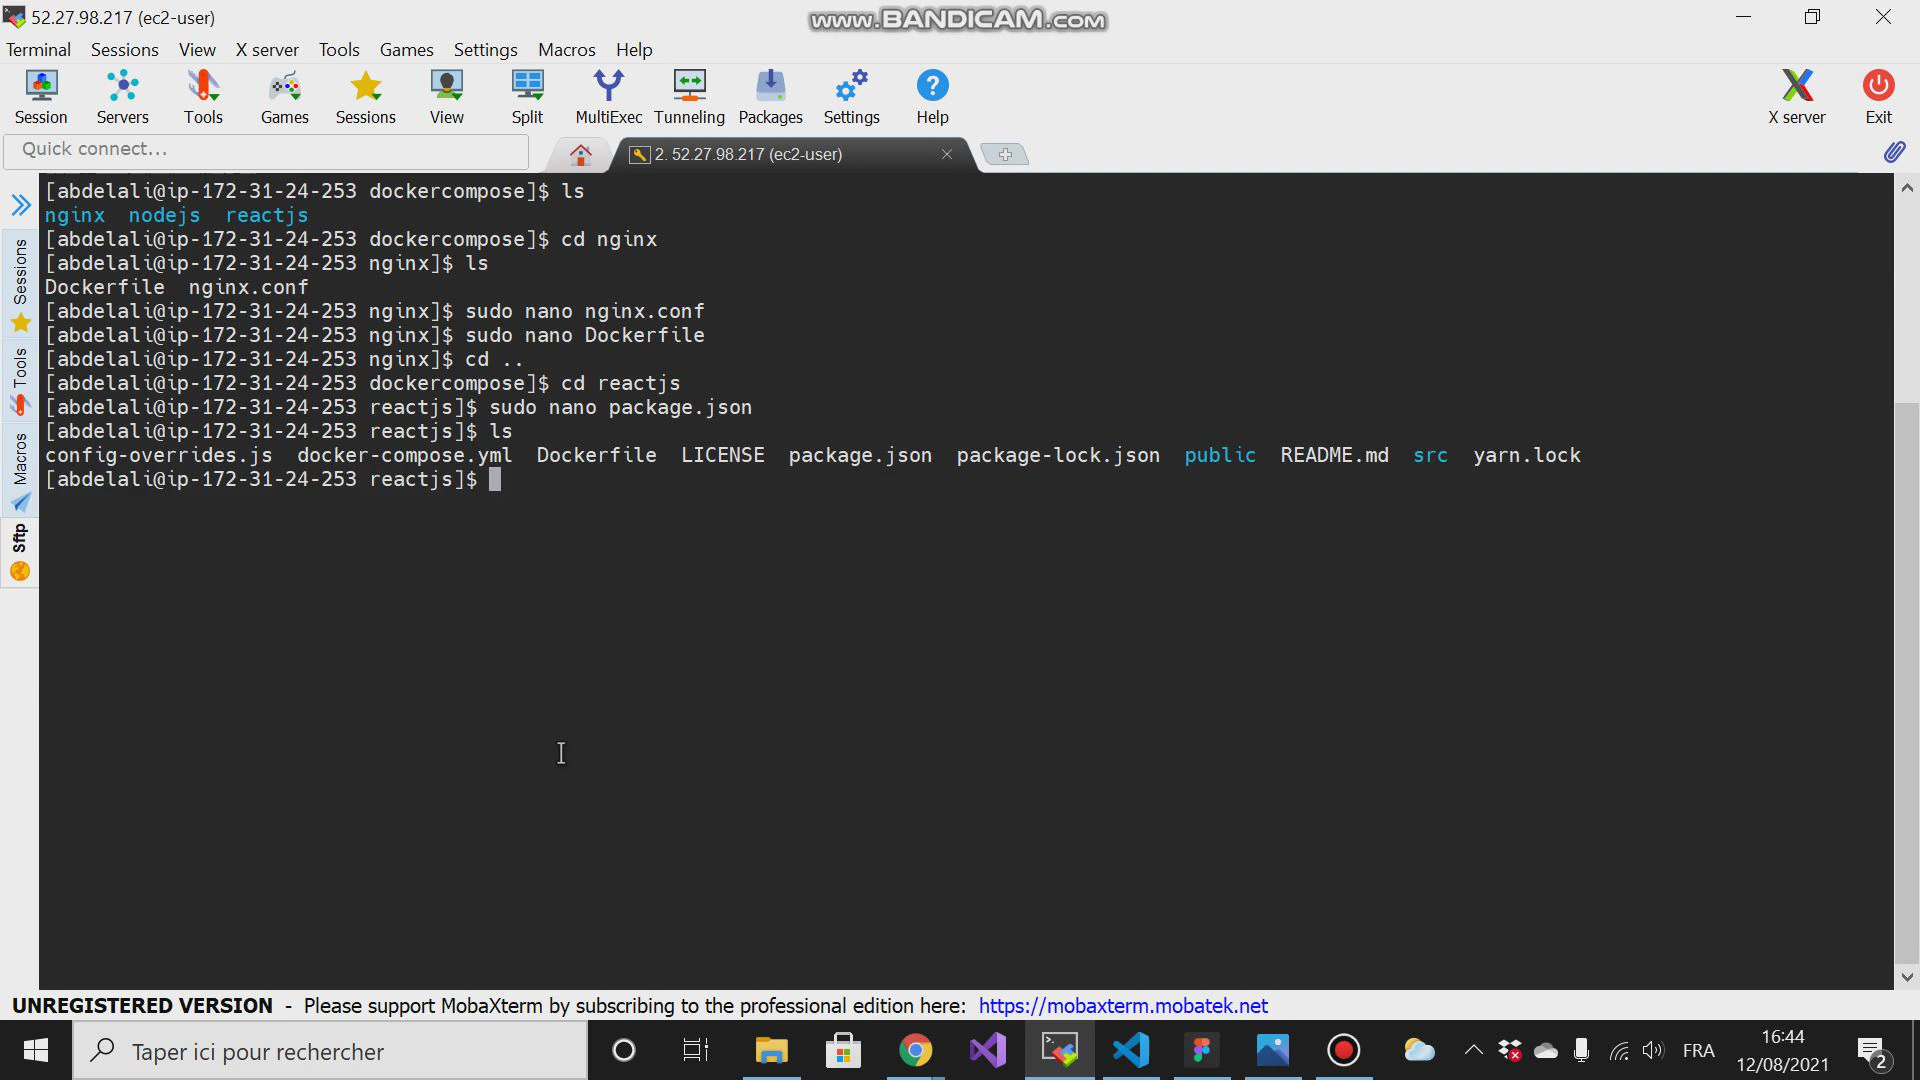 52.27.98.217 (ec2-user)
www.BANDICAM.com
Terminal Sessions View X server Tools Games Settings Macros Help
Session Servers Tools Games Sessions View Split MultiExec Tunneling Packages Settings Help X server Exit
Quick connect...
2. 52.27.98.217 (ec2-user)
[abdelali@ip-172-31-24-253 dockercompose]$ ls
nginx nodejs reactjs
[abdelali@ip-172-31-24-253 dockercompose]$ cd nginx
[abdelali@ip-172-31-24-253 nginx]$ ls
Dockerfile nginx.conf
[abdelali@ip-172-31-24-253 nginx]$ sudo nano nginx.conf
[abdelali@ip-172-31-24-253 nginx]$ sudo nano Dockerfile
[abdelali@ip-172-31-24-253 nginx]$ cd ..
[abdelali@ip-172-31-24-253 dockercompose]$ cd reactjs
[abdelali@ip-172-31-24-253 reactjs]$ sudo nano package.json
[abdelali@ip-172-31-24-253 reactjs]$ ls
config-overrides.js docker-compose.yml Dockerfile LICENSE package.json package-lock.json public README.md src yarn.lock
[abdelali@ip-172-31-24-253 reactjs]$
Sessions
Tools
Macros
Sftp
UNREGISTERED VERSION - Please support MobaXterm by subscribing to the professional edition here: https://mobaxterm.mobatek.net
Taper ici pour rechercher
FRA
16:44
12/08/2021
2